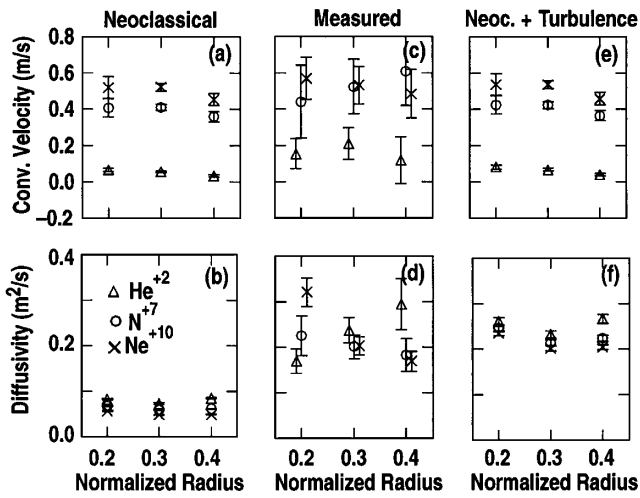 Neoclassical Measured Neoc. + Turbulence
Conv. Velocity (m/s)
0.8
0.6
0.4
0.2
0.0
−0.2
(a) (c) (e)
Diffusivity (m²/s)
0.4
0.2
0.0
(b) (d) (f)
He+2
N+7
Ne+10
0.2 0.3 0.4 0.2 0.3 0.4 0.2 0.3 0.4
Normalized Radius Normalized Radius Normalized Radius